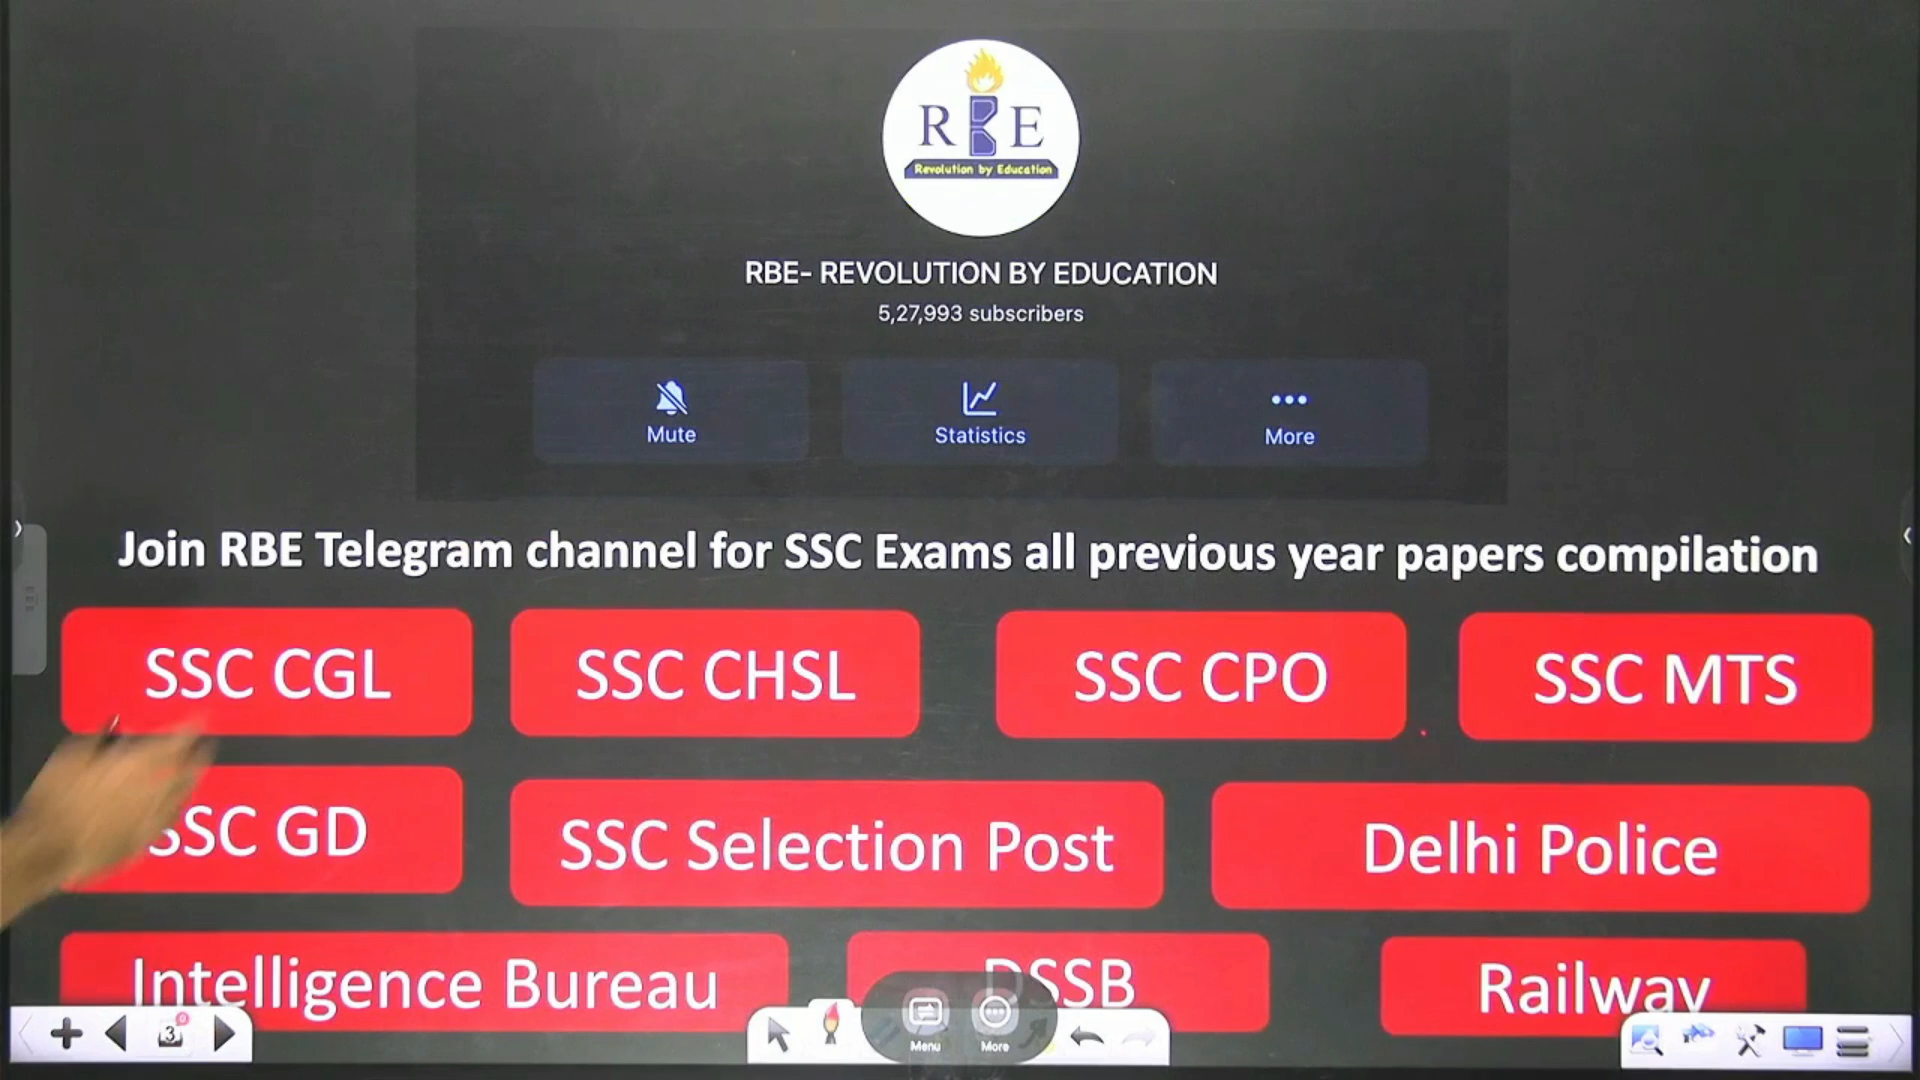 R E
Revolution by Education
RBE- REVOLUTION BY EDUCATION
5,27,993 subscribers
Mute
Statistics
More
Join RBE Telegram channel for SSC Exams all previous year papers compilation
SSC CGL
SSC CHSL
SSC CPO
SSC MTS
SSC GD
SSC Selection Post
Delhi Police
Intelligence Bureau
DSSB
Railway
3
Menu
More